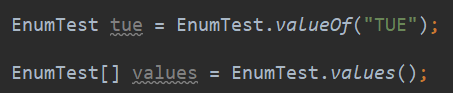 EnumTest tue = EnumTest.valueOf("TUE");
EnumTest[] values = EnumTest.values();